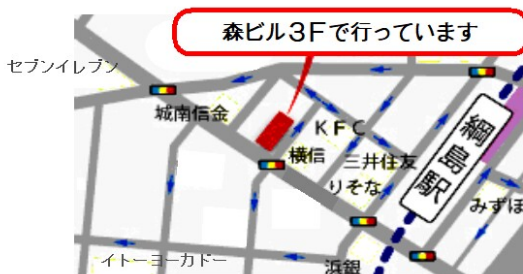 森ビル３Ｆで行っています
セブンイレブン
城南信金
ＫＦＣ
横信
三井住友
りそな
綱島駅
みずほ
イトーヨーカドー
浜銀